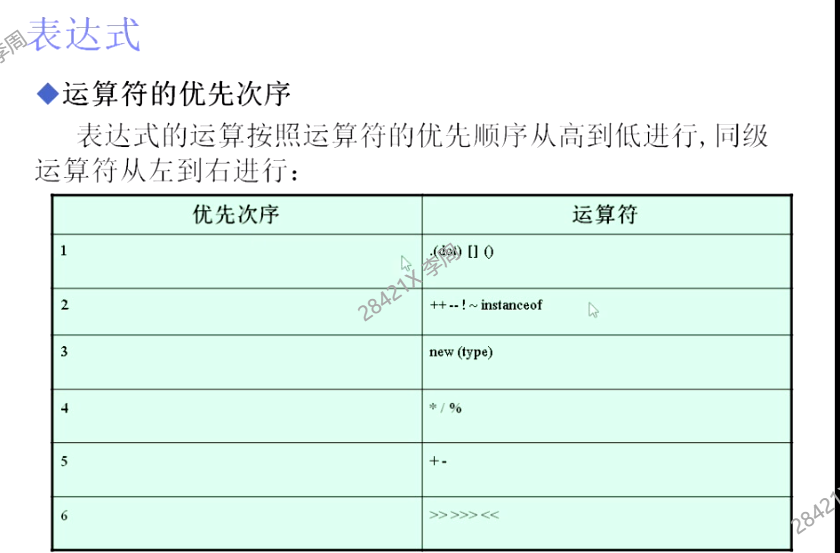 表达式
李周
◆运算符的优先次序
表达式的运算按照运算符的优先顺序从高到低进行,同级
运算符从左到右进行:
优先次序 运算符
1 .(dot) [] ()
28421X 李周
2 ++ -- ! ~ instanceof
3 new (type)
4 * / %
5 + -
6 >> >>> <<
28421